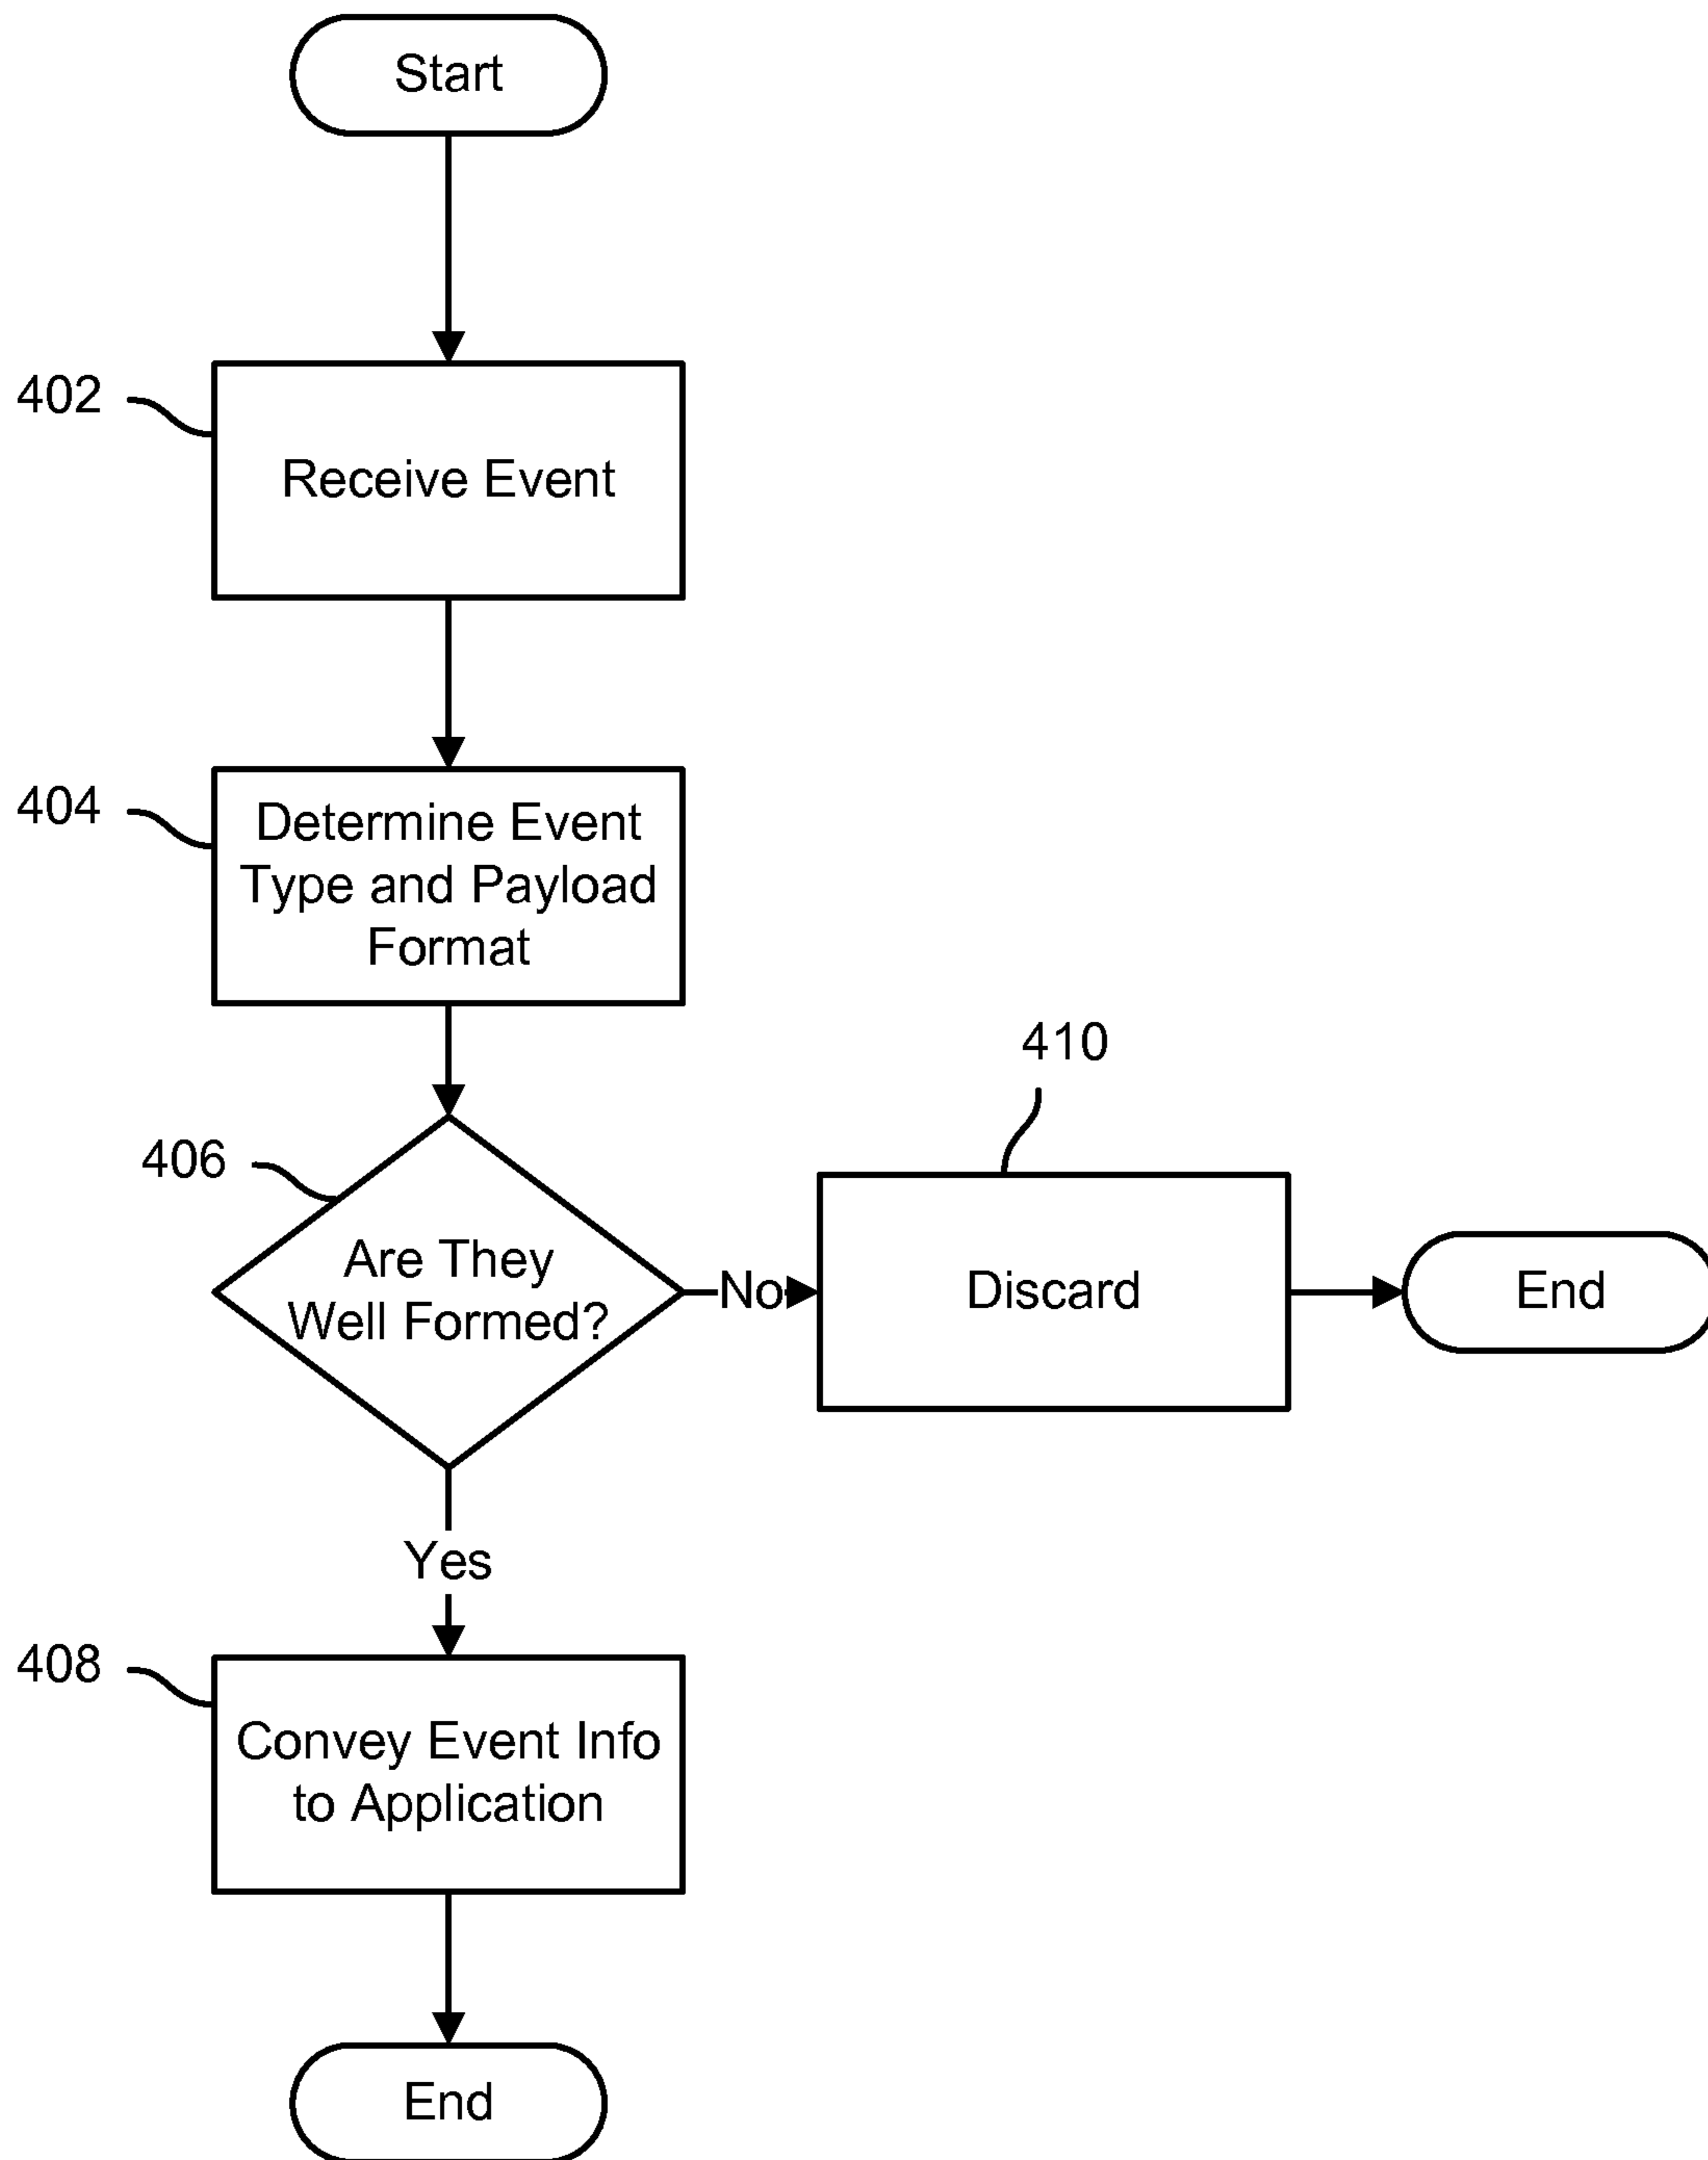 Start
402
Receive Event
404
Determine Event
Type and Payload
Format
410
406
Are They
Well Formed?
No
Discard
End
Yes
408
Convey Event Info
to Application
End